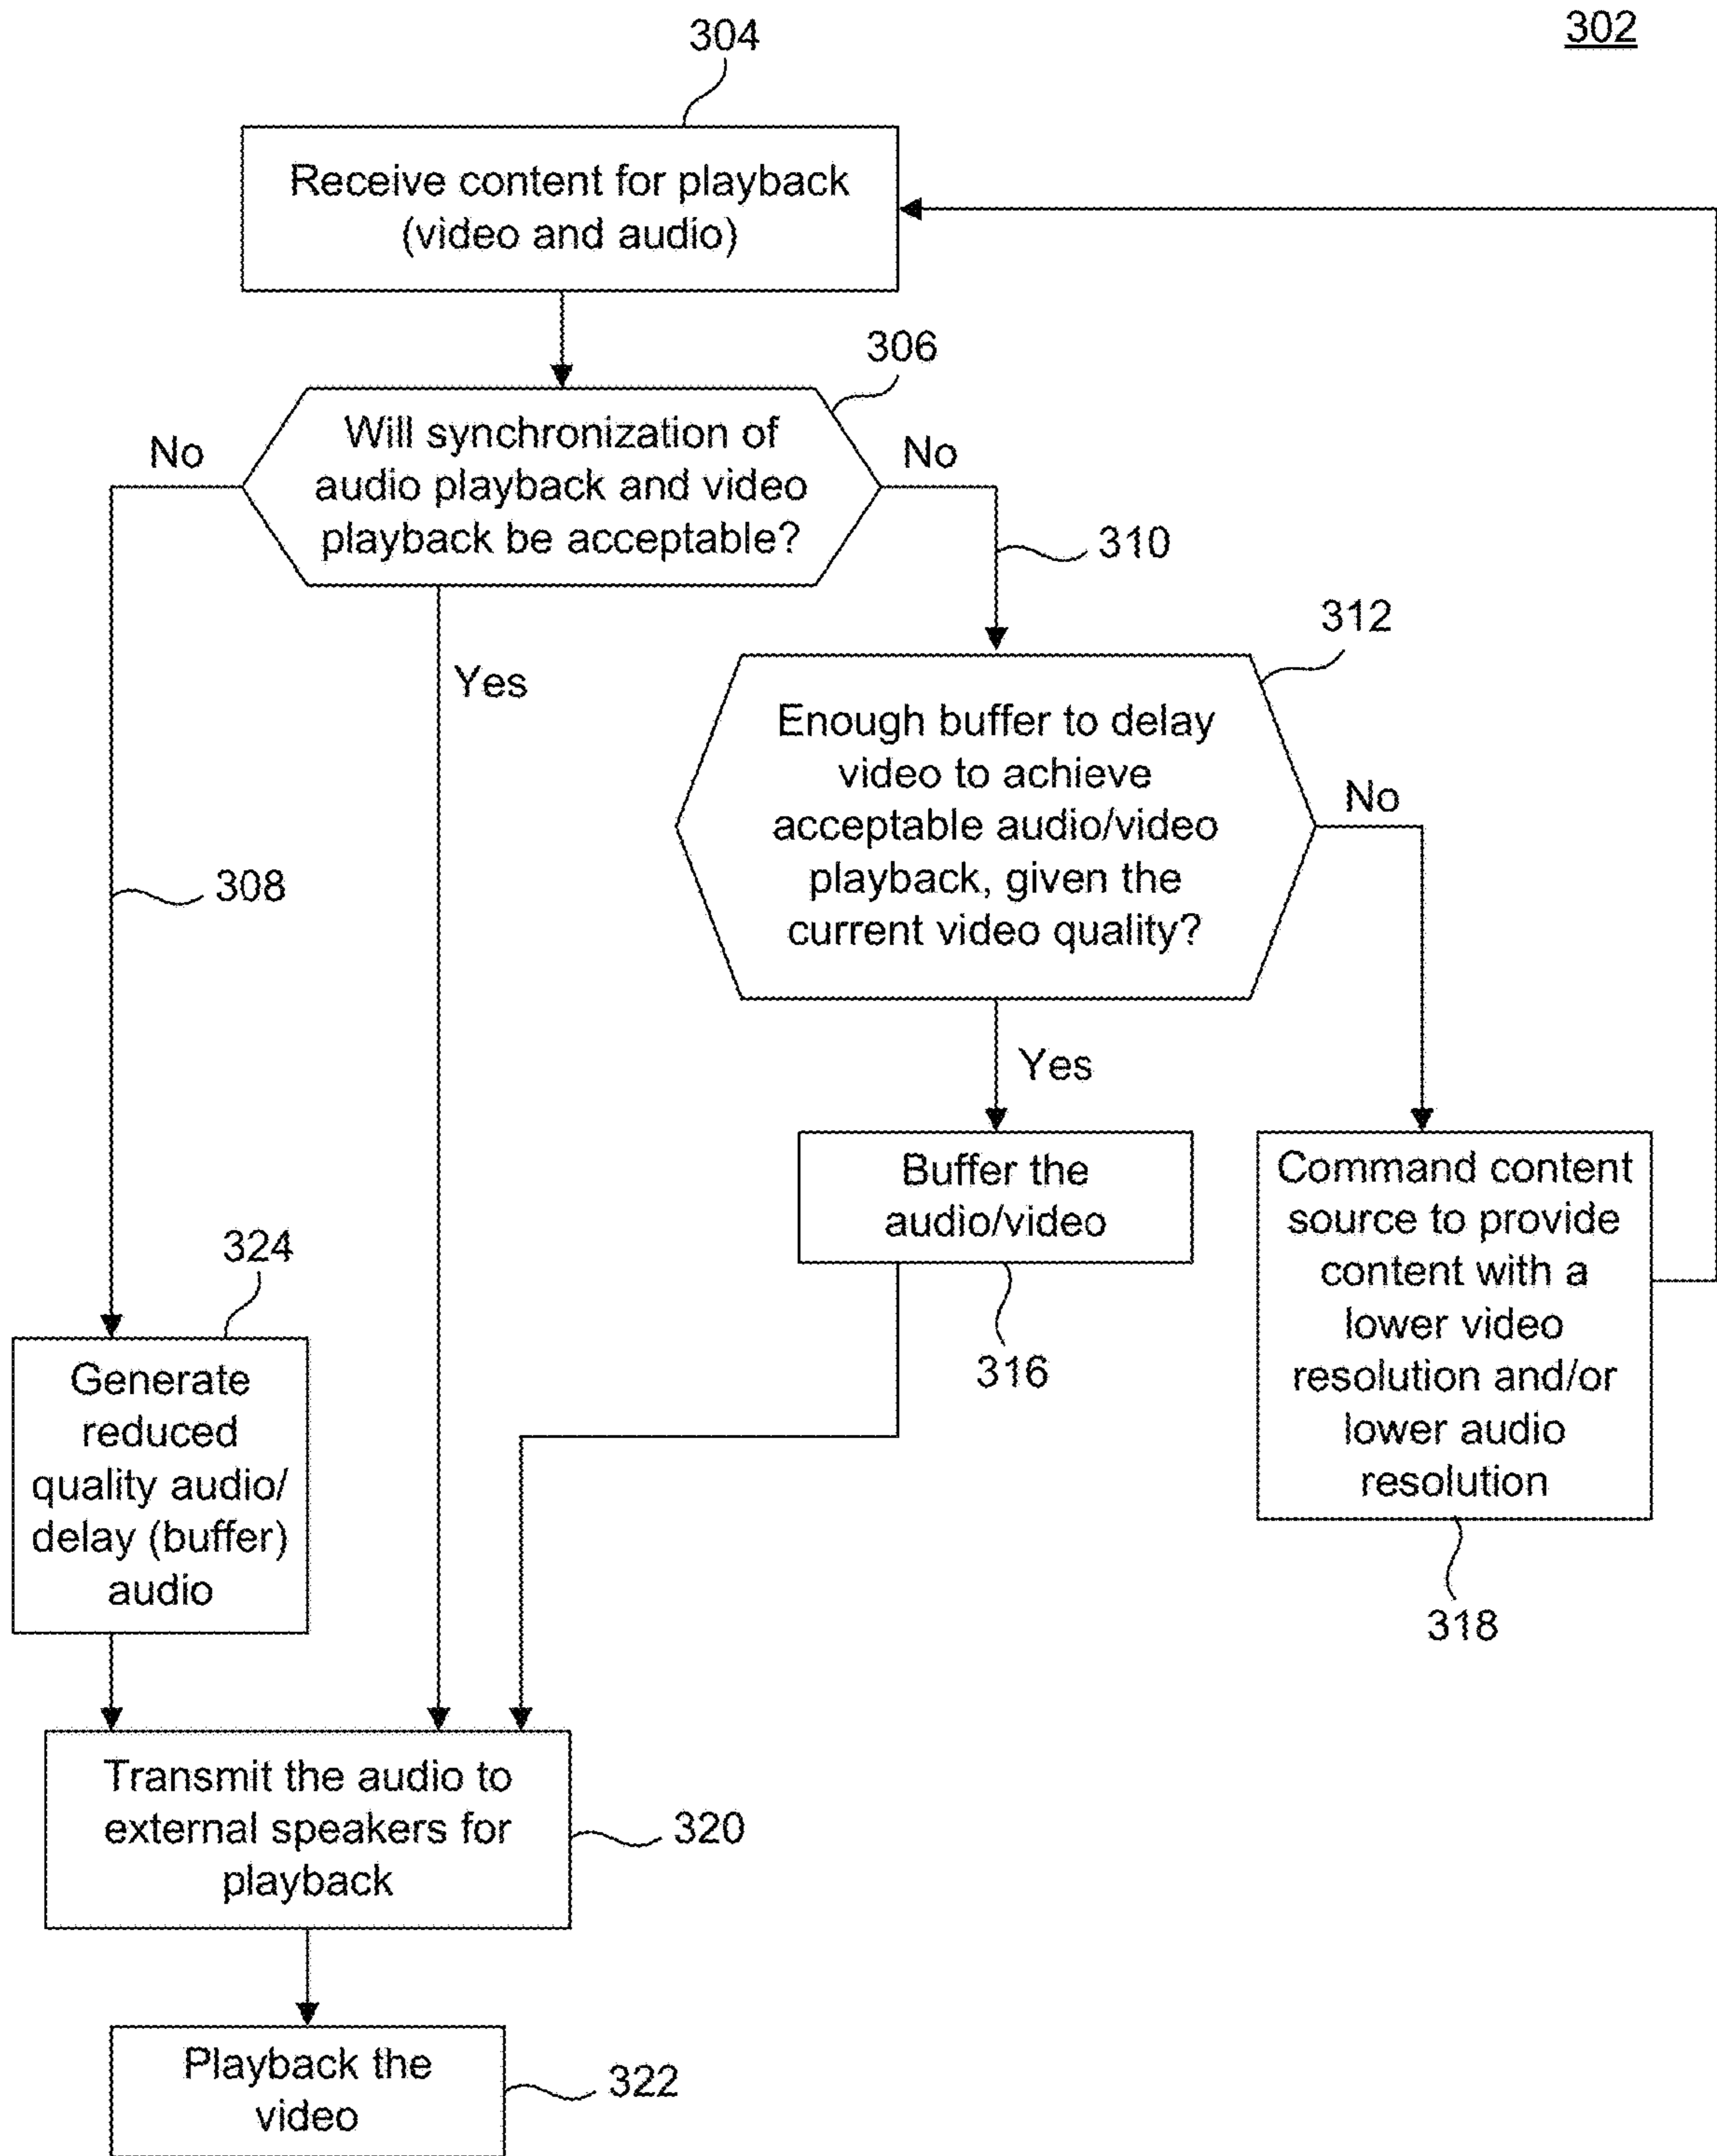 302
304
Receive content for playback
(video and audio)
306
No
Will synchronization of
audio playback and video
playback be acceptable?
No
310
312
Yes
Enough buffer to delay
video to achieve
acceptable audio/video
playback, given the
current video quality?
No
308
Yes
Buffer the
audio/video
316
Command content
source to provide
content with a
lower video
resolution and/or
lower audio
resolution
318
324
Generate
reduced
quality audio/
delay (buffer)
audio
Transmit the audio to
external speakers for
playback
320
Playback the
video
322